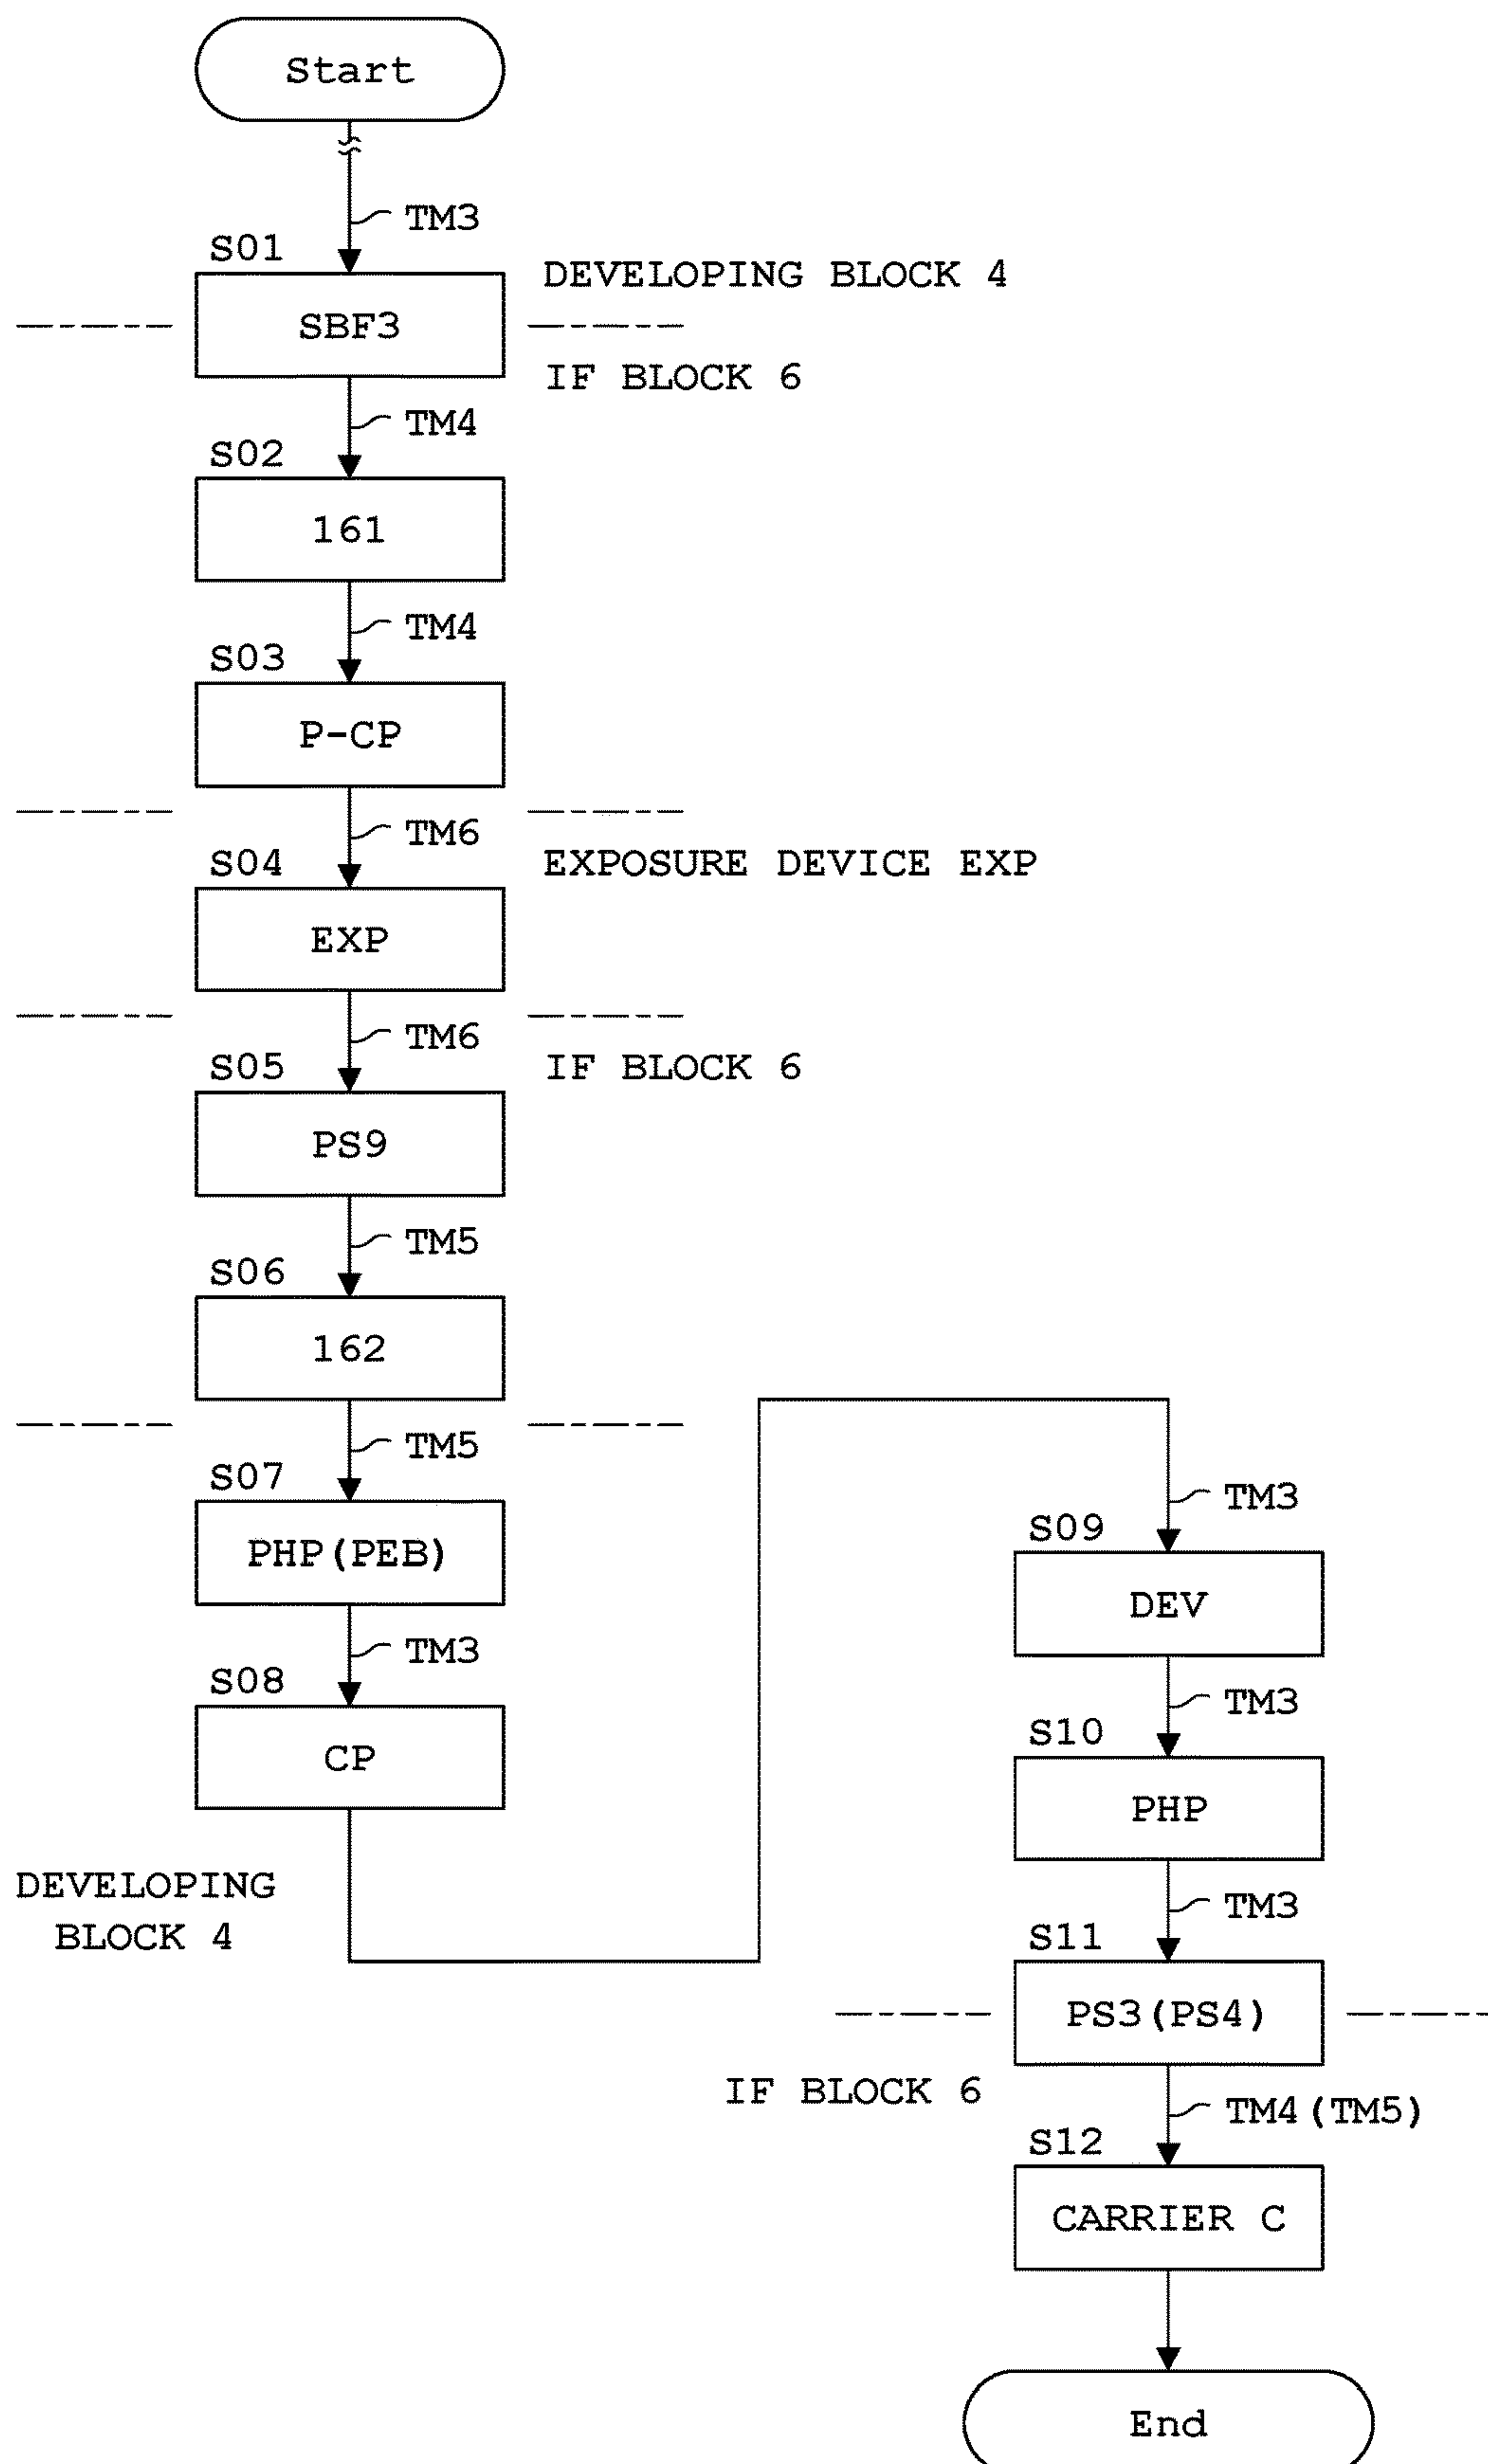 Start
TM3
S01
DEVELOPING BLOCK 4
SBF3
IF BLOCK 6
TM4
S02
161
TM4
S03
P-CP
TM6
S04
EXPOSURE DEVICE EXP
EXP
TM6
S05
IF BLOCK 6
PS9
TM5
S06
162
TM5
S07
PHP(PEB)
TM3
S08
CP
DEVELOPING
BLOCK 4
TM3
S09
DEV
TM3
S10
PHP
TM3
S11
PS3(PS4)
IF BLOCK 6
TM4(TM5)
S12
CARRIER C
End